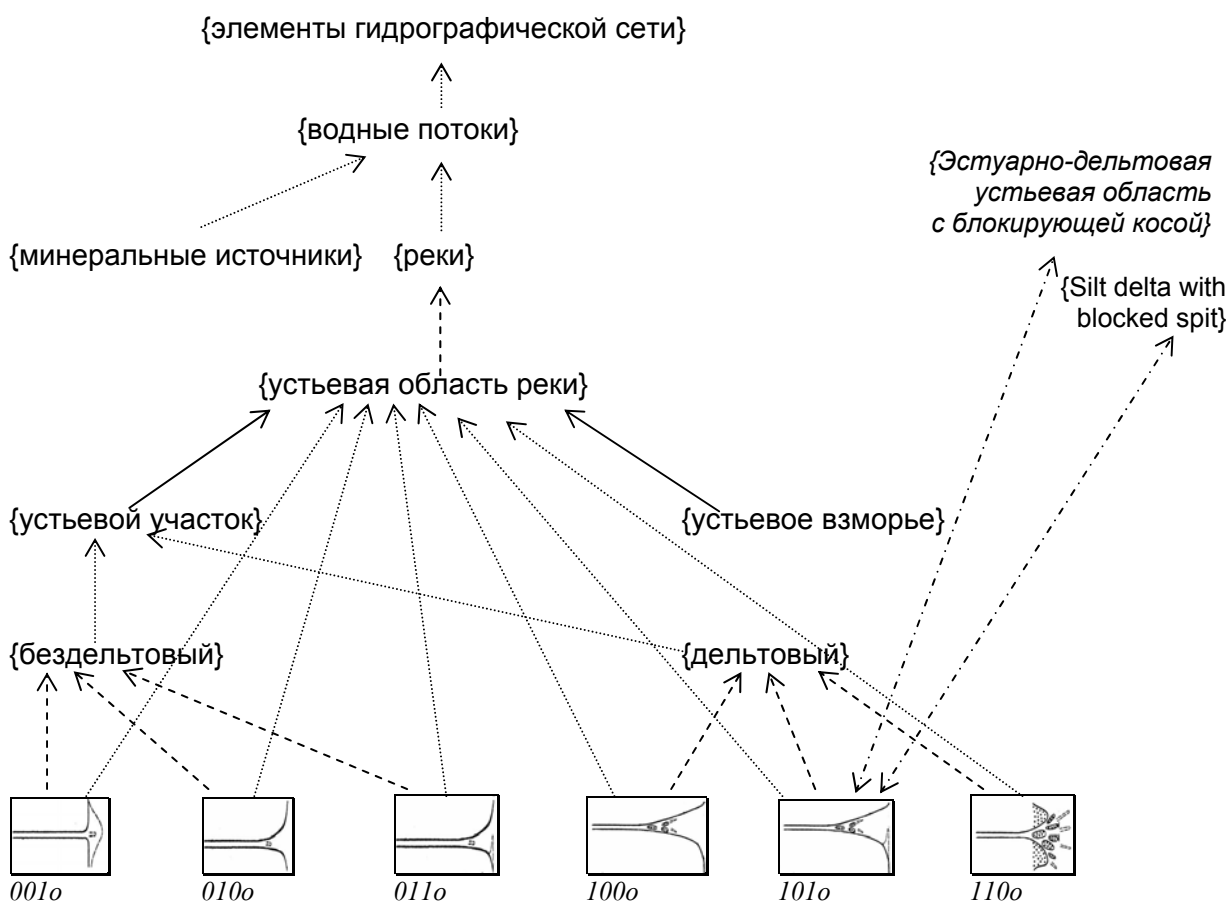 {элементы гидрографической сети}
{водные потоки}
{Эстуарно-дельтовая
устьевая область
с блокирующей косой}
{минеральные источники}
{реки}
{Silt delta with
blocked spit}
{устьевая область реки}
{устьевой участок}
{устьевое взморье}
{бездельтовый}
{дельтовый}
001o
010o
011o
100o
101o
110o